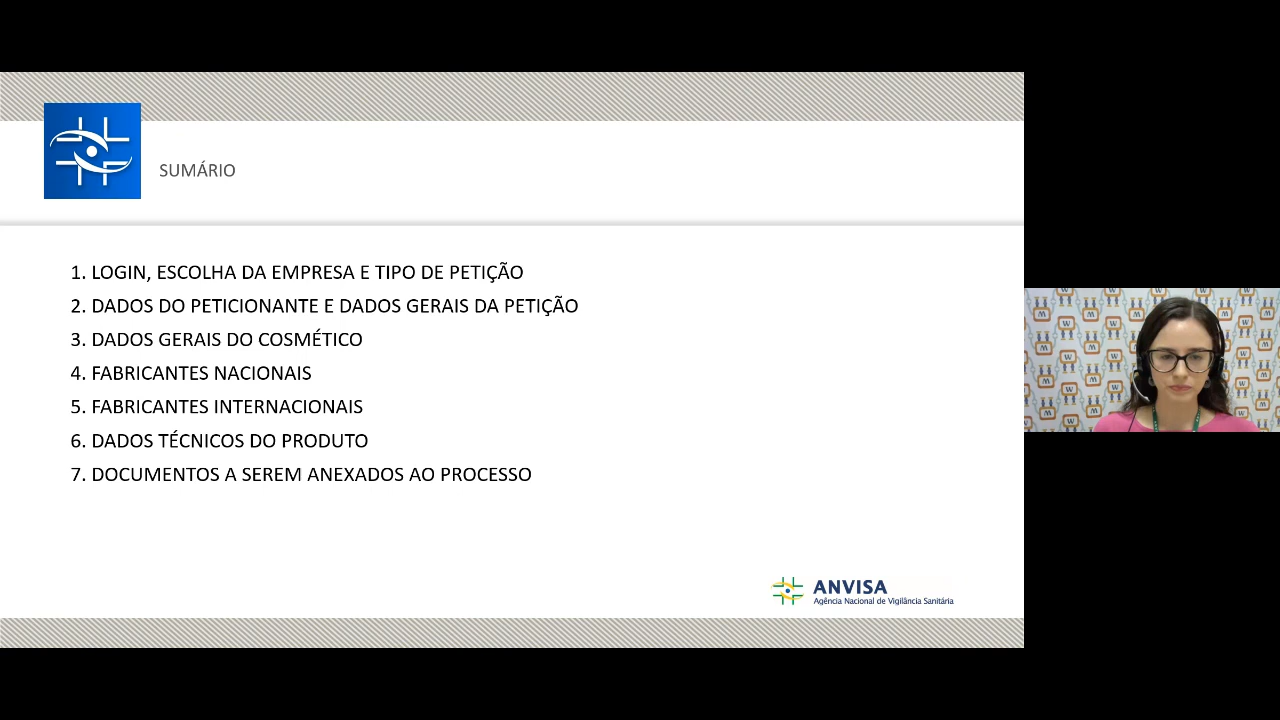 SUMÁRIO
1. LOGIN, ESCOLHA DA EMPRESA E TIPO DE PETIÇÃO
2. DADOS DO PETICIONANTE E DADOS GERAIS DA PETIÇÃO
3. DADOS GERAIS DO COSMÉTICO
4. FABRICANTES NACIONAIS
5. FABRICANTES INTERNACIONAIS
6. DADOS TÉCNICOS DO PRODUTO
7. DOCUMENTOS A SEREM ANEXADOS AO PROCESSO
ANVISA
Agência Nacional de Vigilância Sanitária